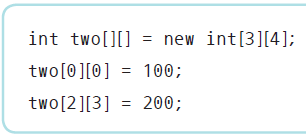 int two[][] = new int[3][4];
two[0][0] = 100;
two[2][3] = 200;